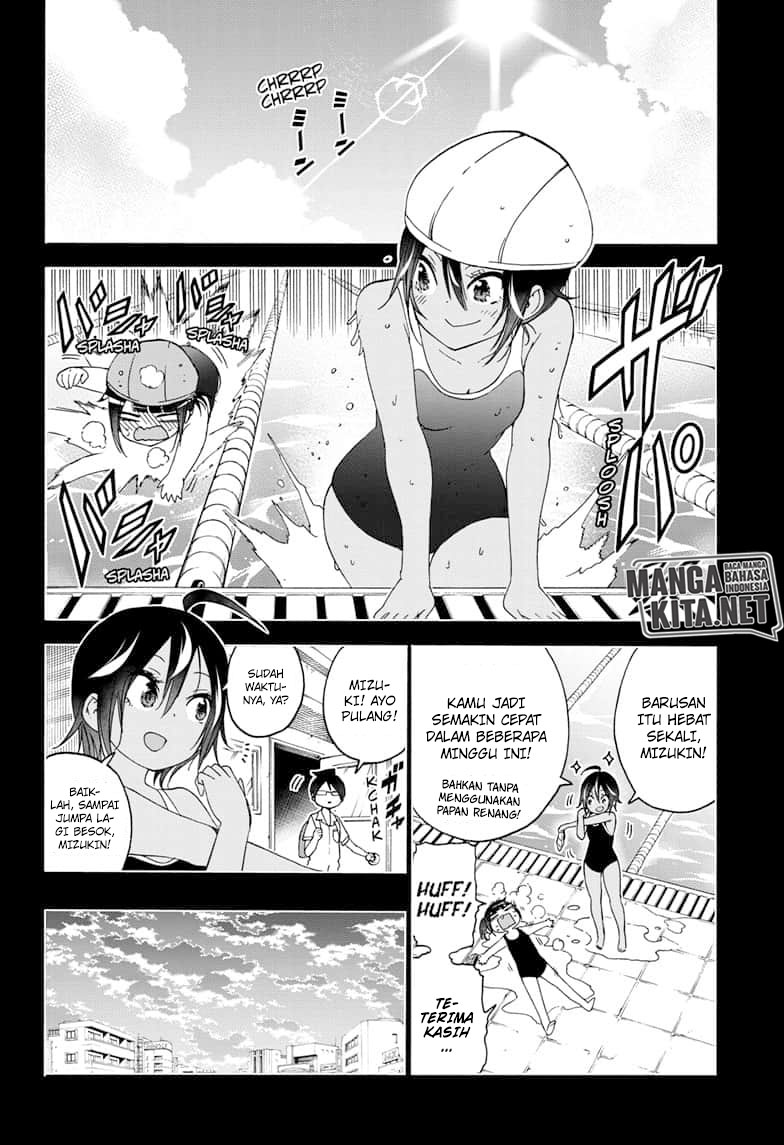 CHRRRP
CHRRRP
ミーン
ミーン
ザバッ
SPLOOSH
バシャ
SPLASHA
バシャ
SPLASHA
バシャ
SPLASHA
MANGA
KITA.NET
BACA MANGA
BAHASA
INDONESIA
BARUSAN
ITU HEBAT
SEKALI,
MIZUKIN!
KAMU JADI
SEMAKIN CEPAT
DALAM BEBERAPA
MINGGU INI!
BAHKAN TANPA
MENGGUNAKAN
PAPAN RENANG!
HUFF!
HUFF!
TE-
TERIMA
KASIH
...
MIZU-
KI! AYO
PULANG!
KCHAK
ガチャ
SUDAH
WAKTU-
NYA, YA?
BAIK-
LAH, SAMPAI
JUMPA LA-
GI BESOK,
MIZUKIN!